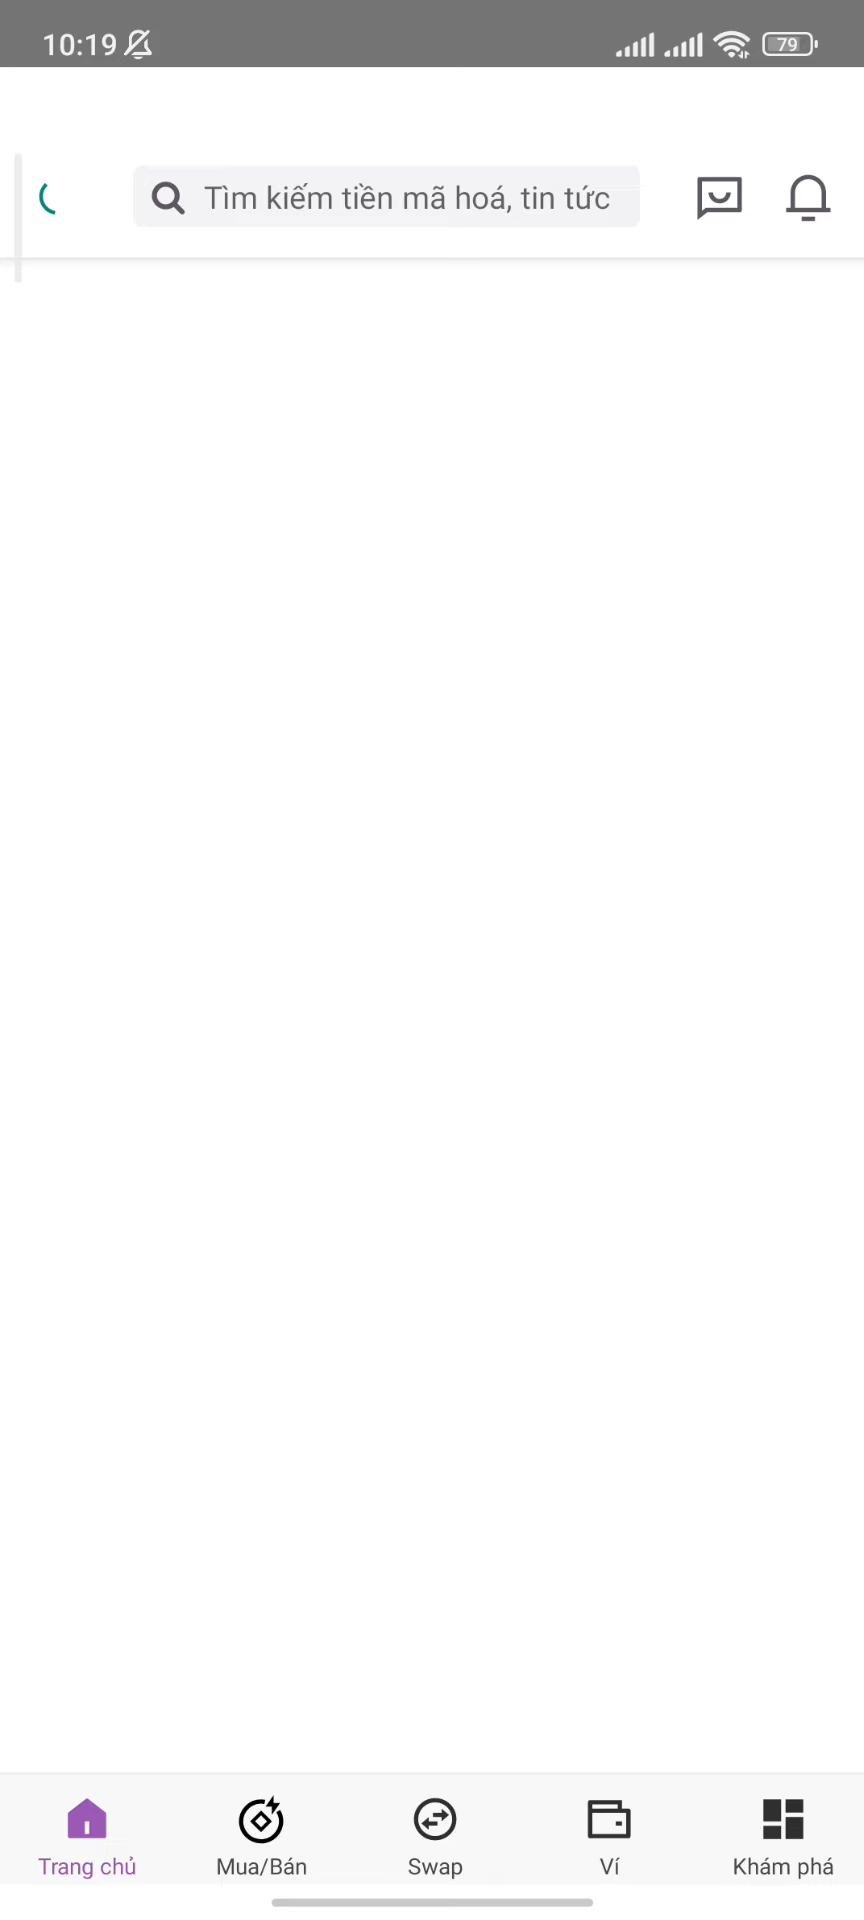 10:19
79
Tìm kiếm tiền mã hoá, tin tức
Trang chủ
Mua/Bán
Swap
Ví
Khám phá